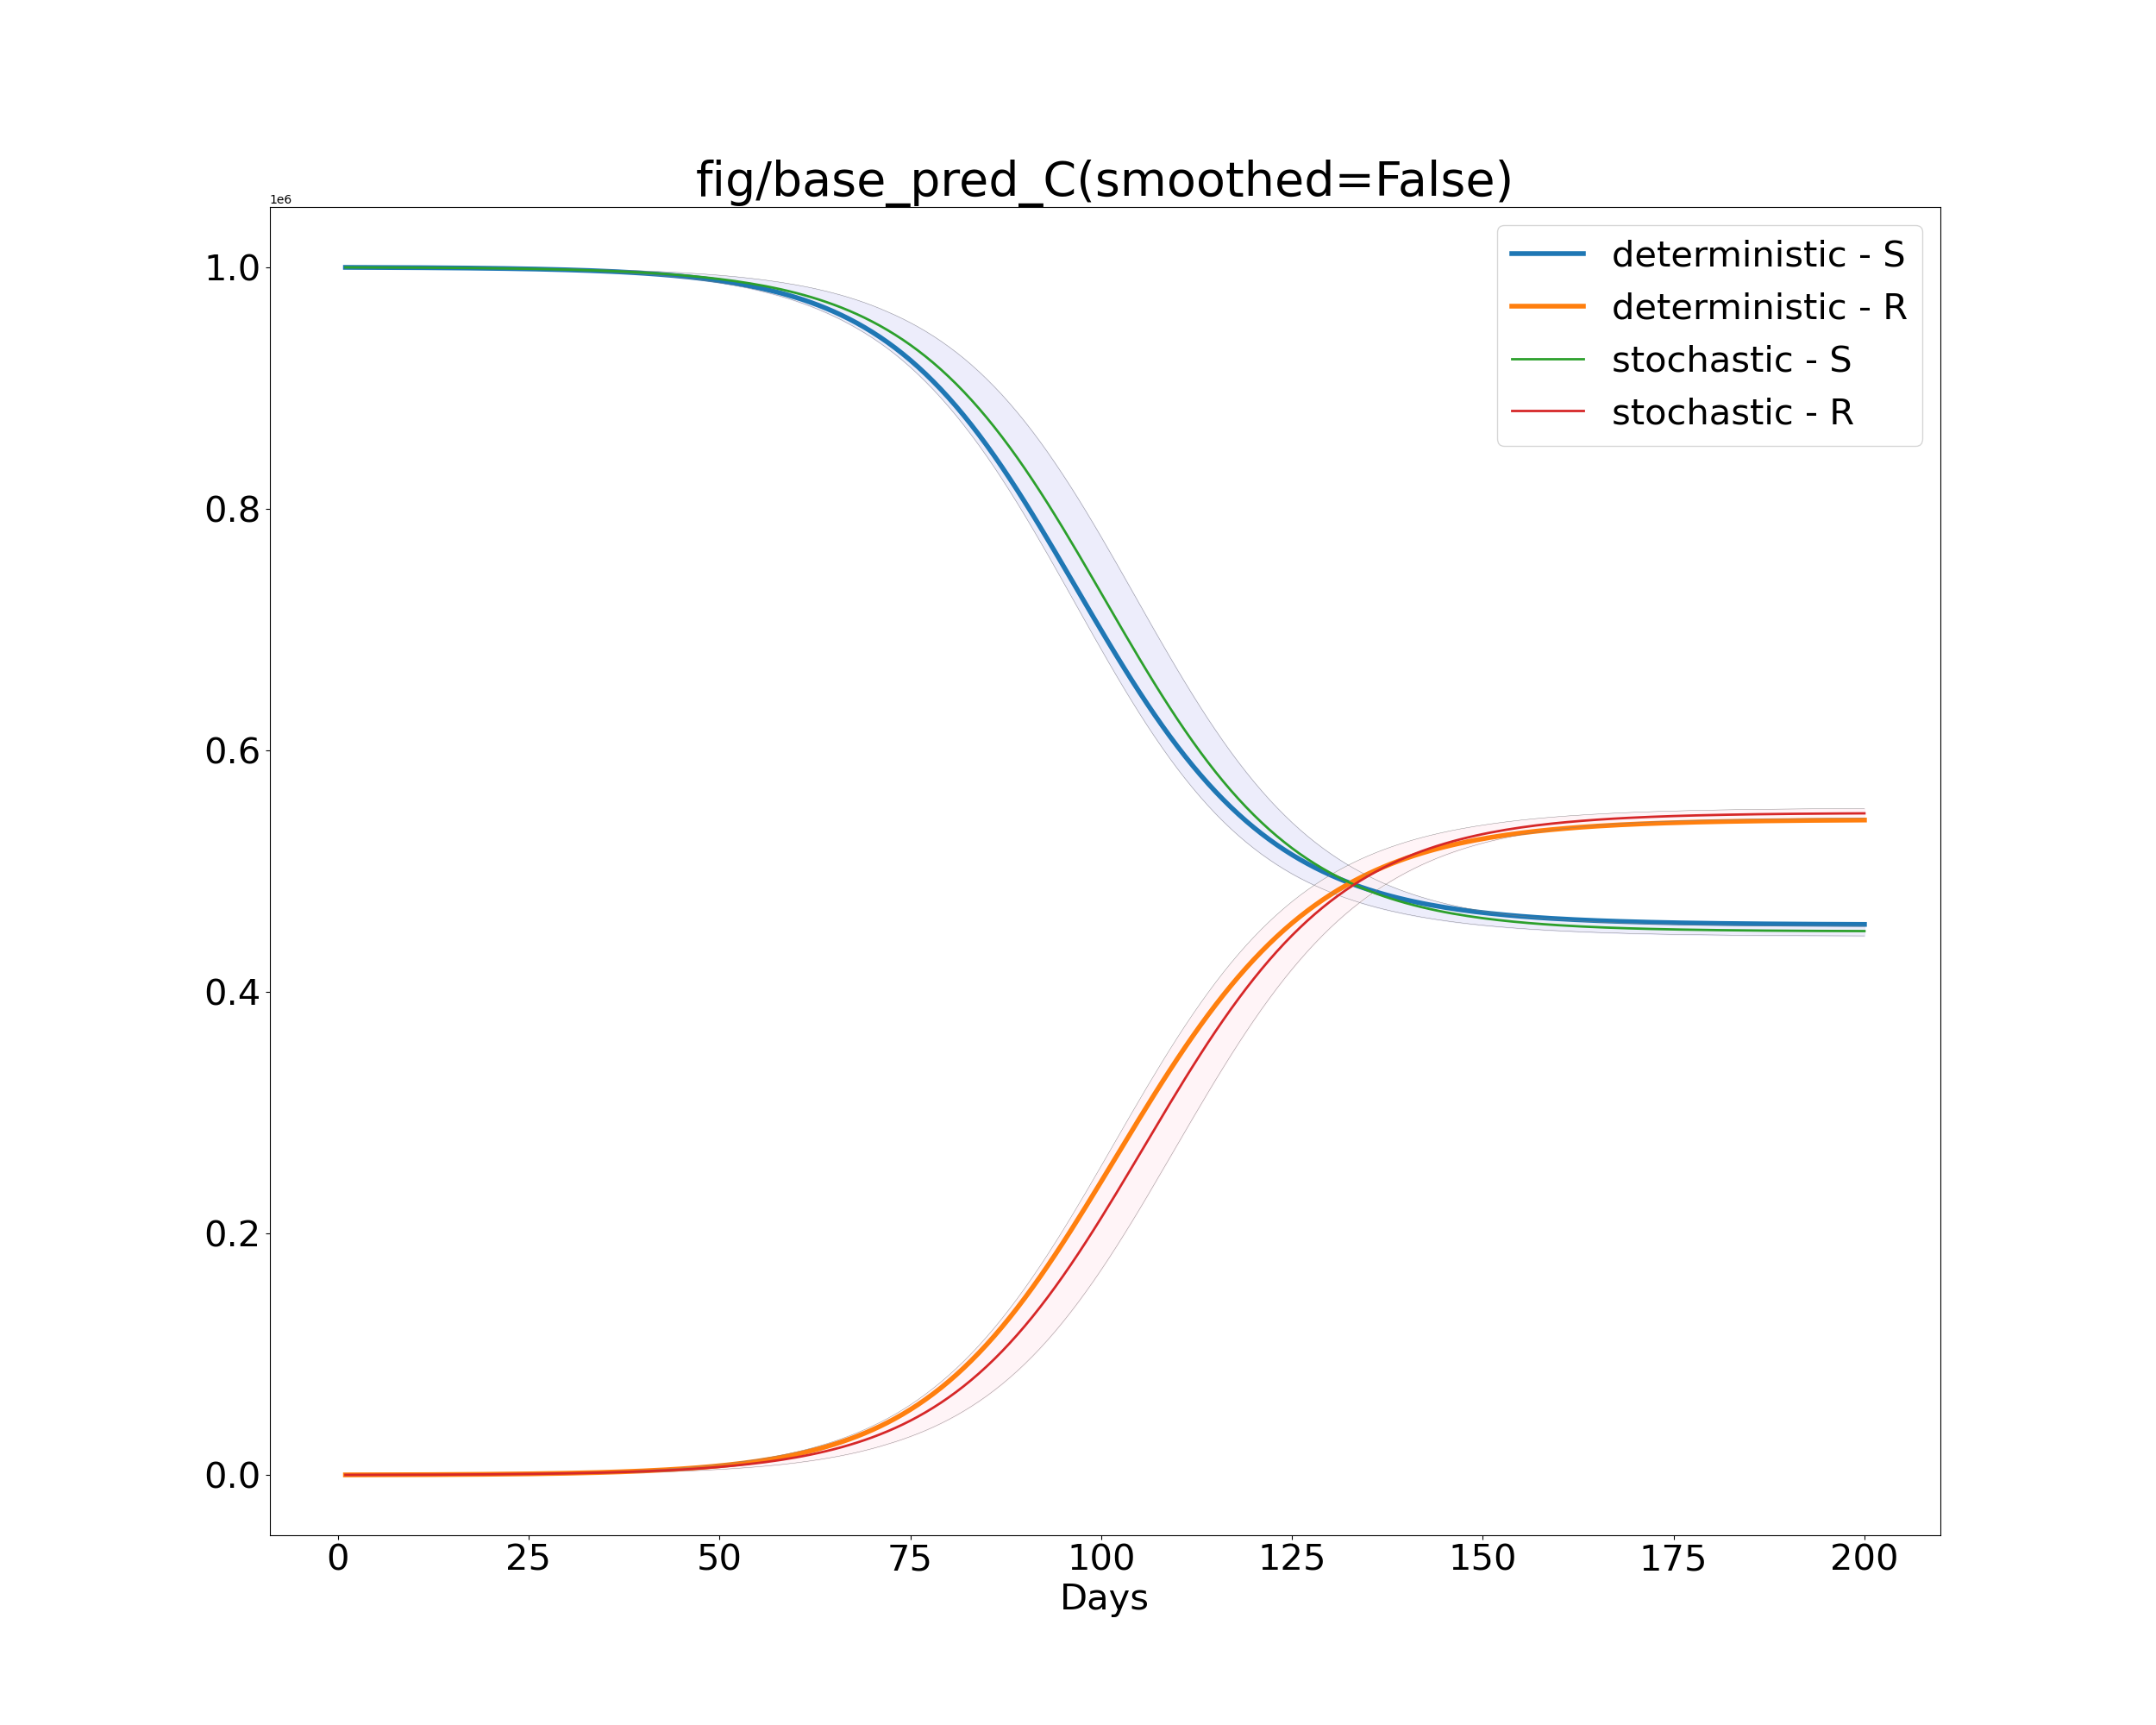 fig/base_pred_C(smoothed=False)
1e6
deterministic - S
deterministic - R
stochastic - S
stochastic - R
1.0
0.8
0.6
0.4
0.2
0.0
0 25 50 75 100 125 150 175 200
Days